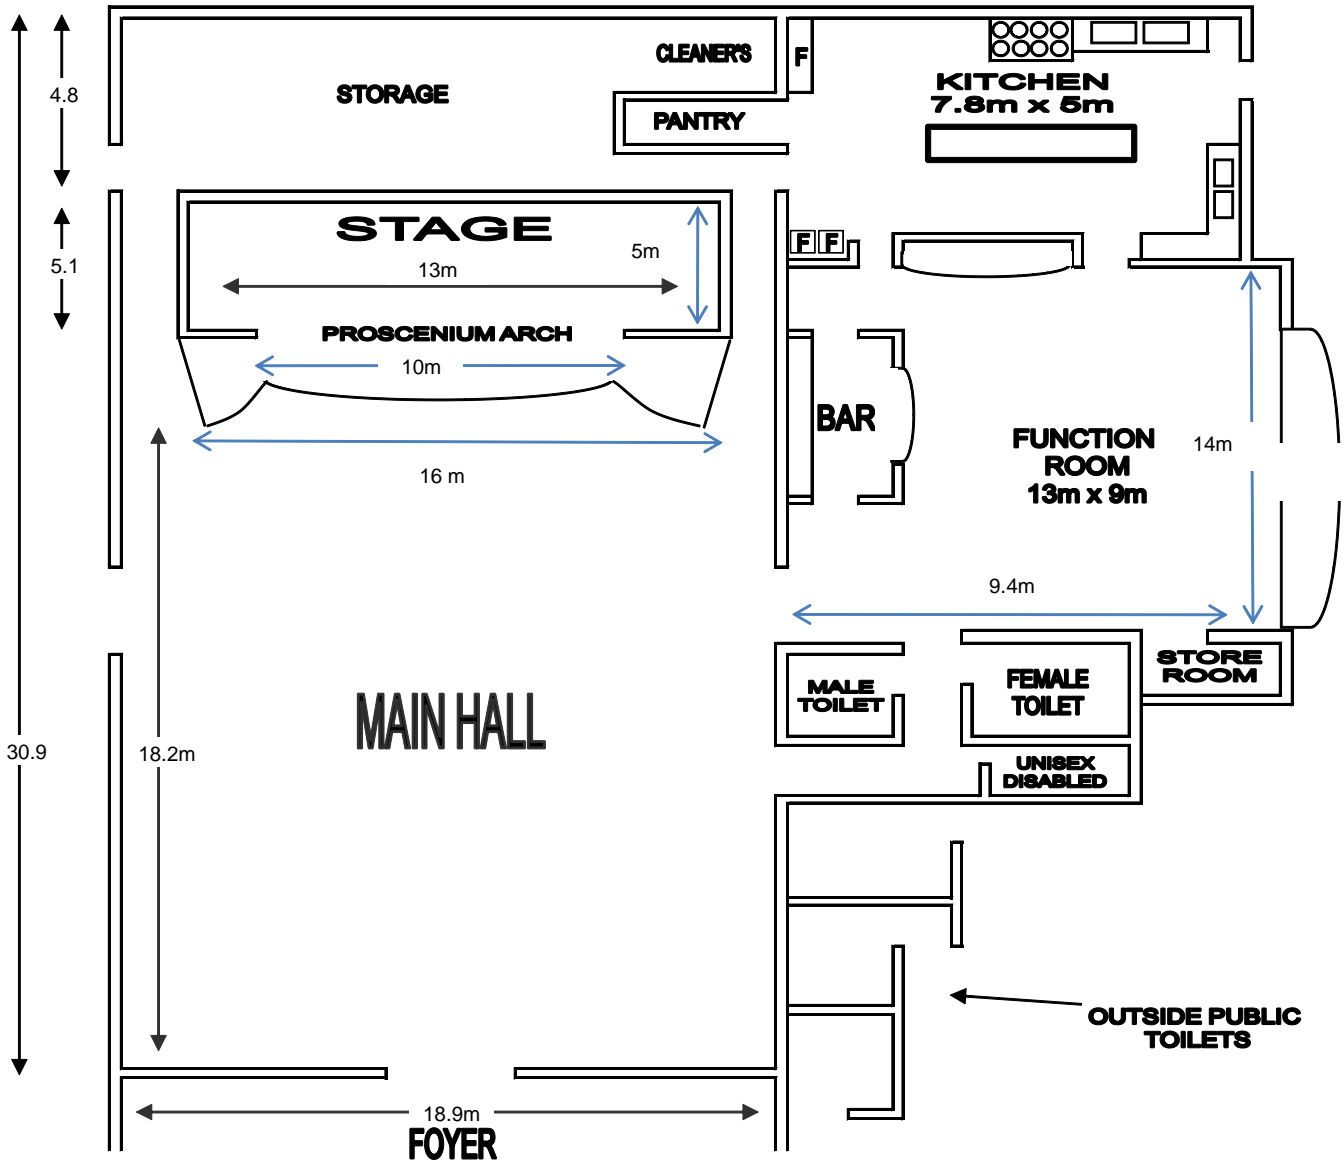 CLEANER'S
F
4.8
STORAGE
KITCHEN
7.8m x 5m
PANTRY
STAGE
5m
F F
5.1
13m
PROSCENIUM ARCH
10m
BAR
FUNCTION
ROOM
13m x 9m
14m
16 m
9.4m
MALE
TOILET
FEMALE
TOILET
STORE
ROOM
MAIN HALL
30.9
18.2m
UNISEX
DISABLED
OUTSIDE PUBLIC
TOILETS
18.9m
FOYER